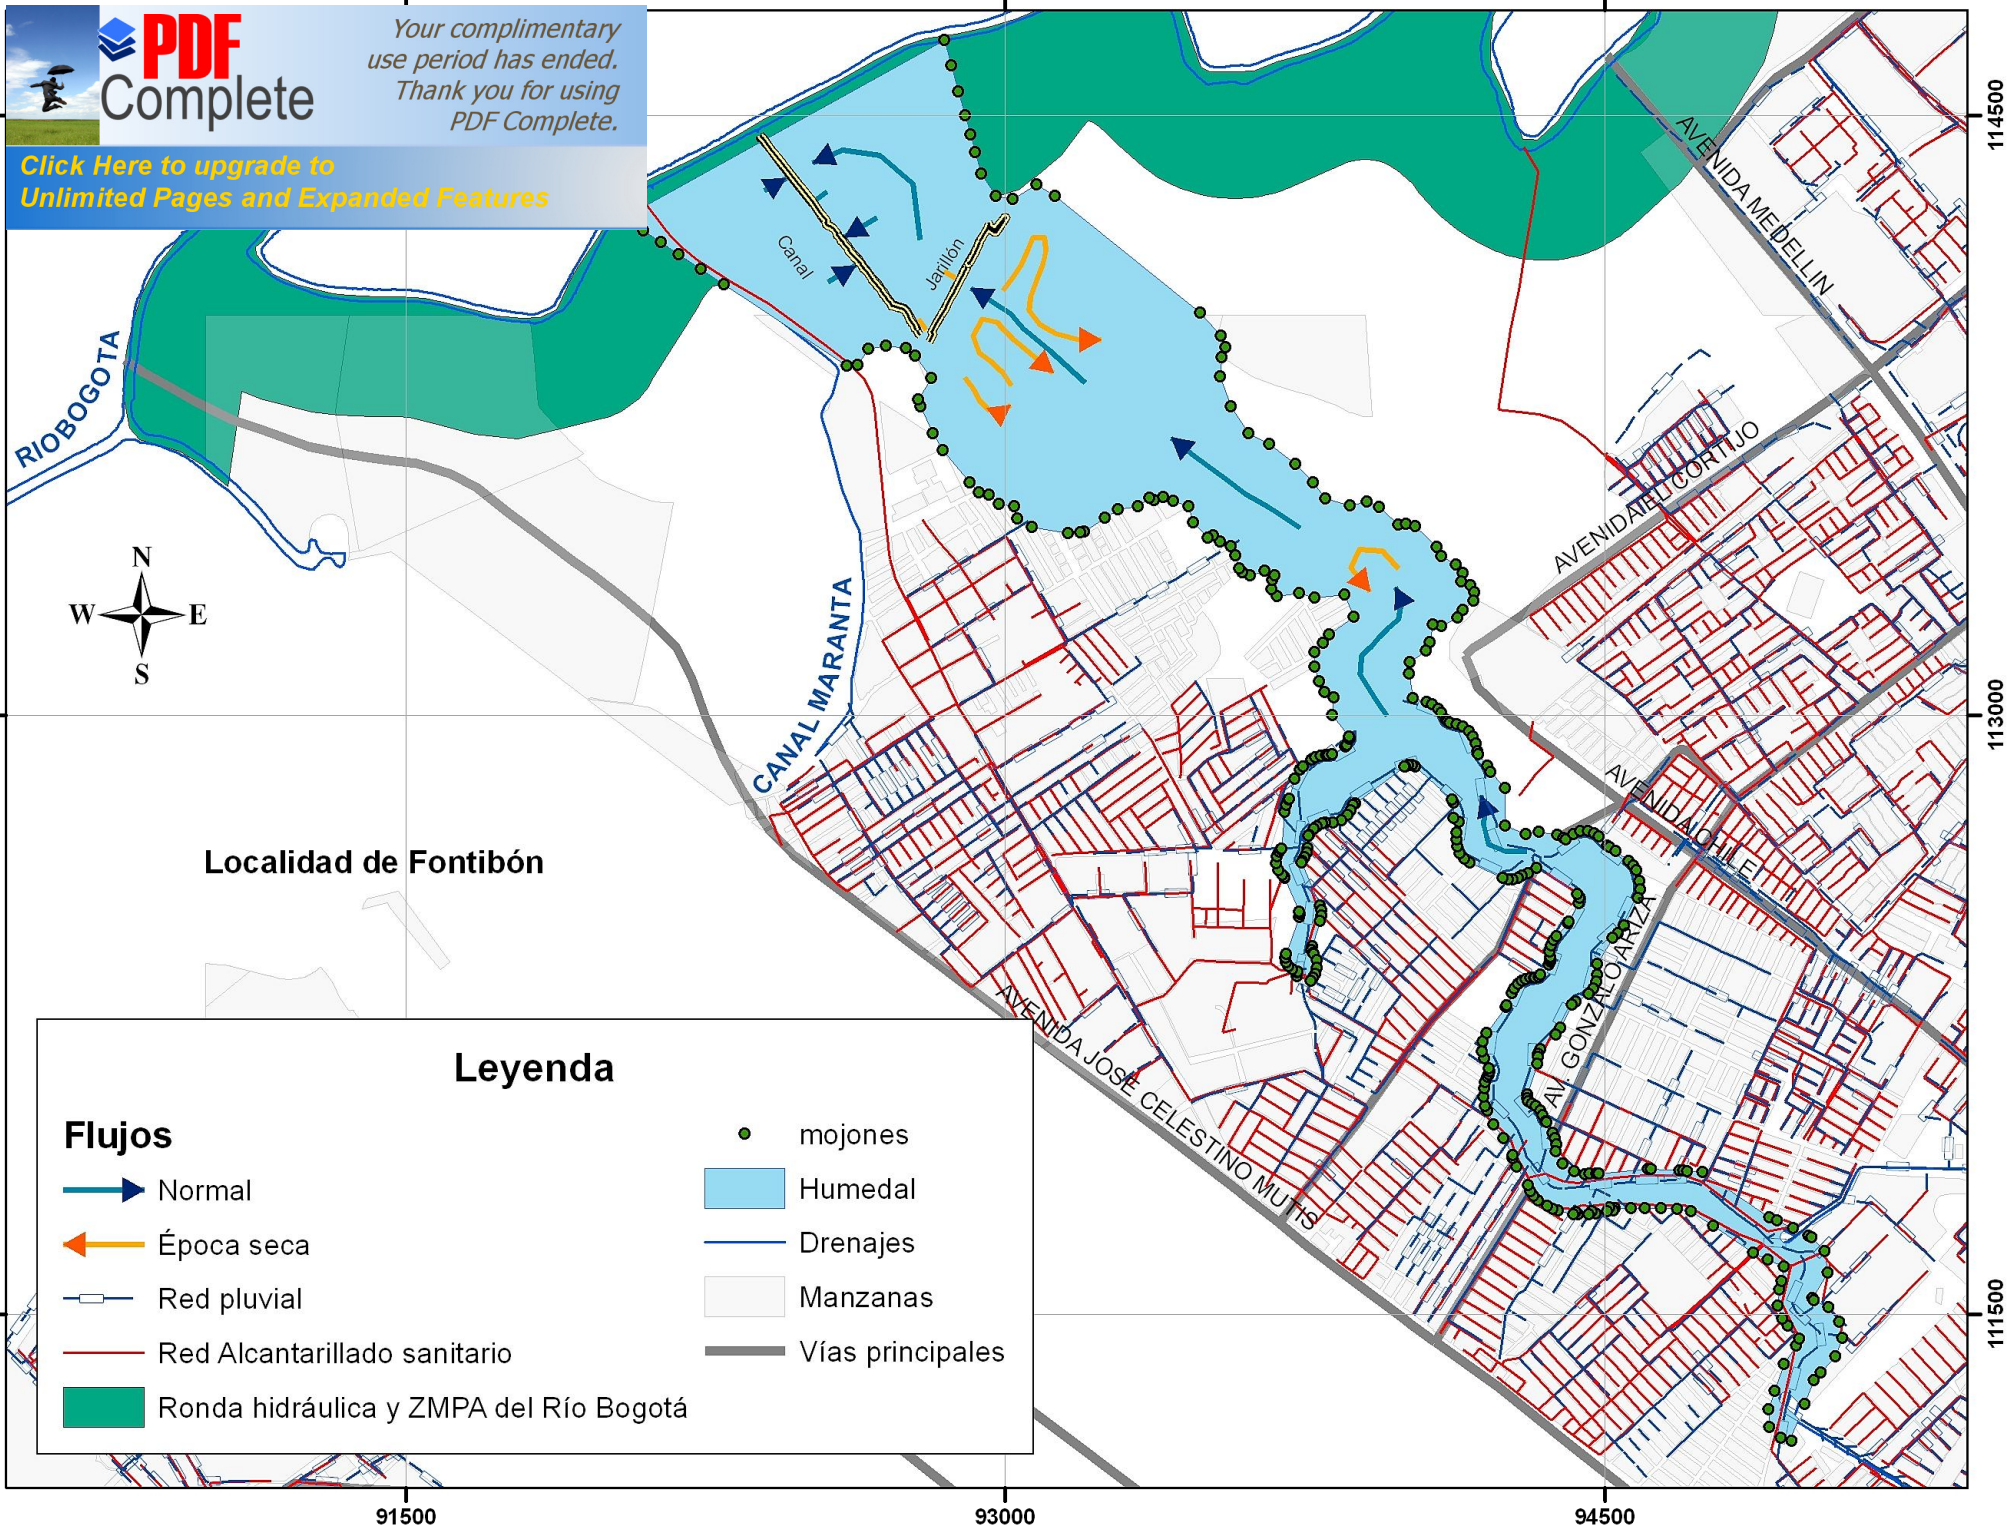 PDF
Complete
Your complimentary
use period has ended.
Thank you for using
PDF Complete.
Click Here to upgrade to
Unlimited Pages and Expanded Features
114500
AVENIDA MEDELLIN
Canal
Jarillón
RIO BOGOTA
AVENIDA EL CORTIJO
N
W
E
S
CANAL MARANTA
113000
AVENIDA CHILE
Localidad de Fontibón
AV. GONZALO ARIZA
AVENIDA JOSE CELESTINO MUTIS
Leyenda
Flujos
Normal
Época seca
Red pluvial
Red Alcantarillado sanitario
Ronda hidráulica y ZMPA del Río Bogotá
mojones
Humedal
Drenajes
Manzanas
Vías principales
111500
91500
93000
94500